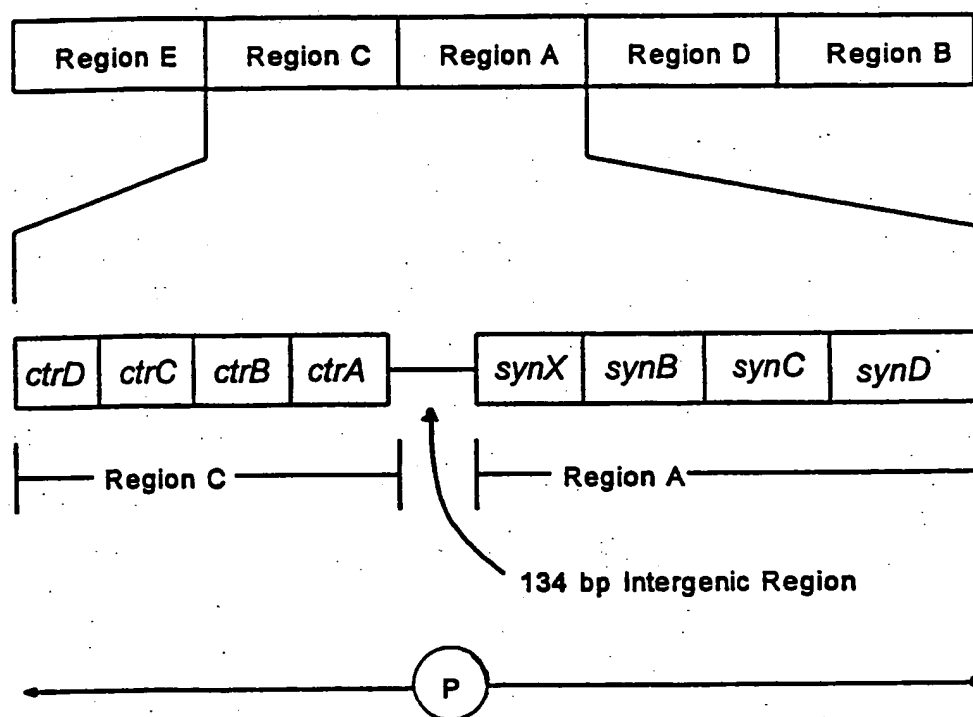 Region E Region C Region A Region D Region B
ctrD ctrC ctrB ctrA synX synB synC synD
Region C Region A
134 bp Intergenic Region
P